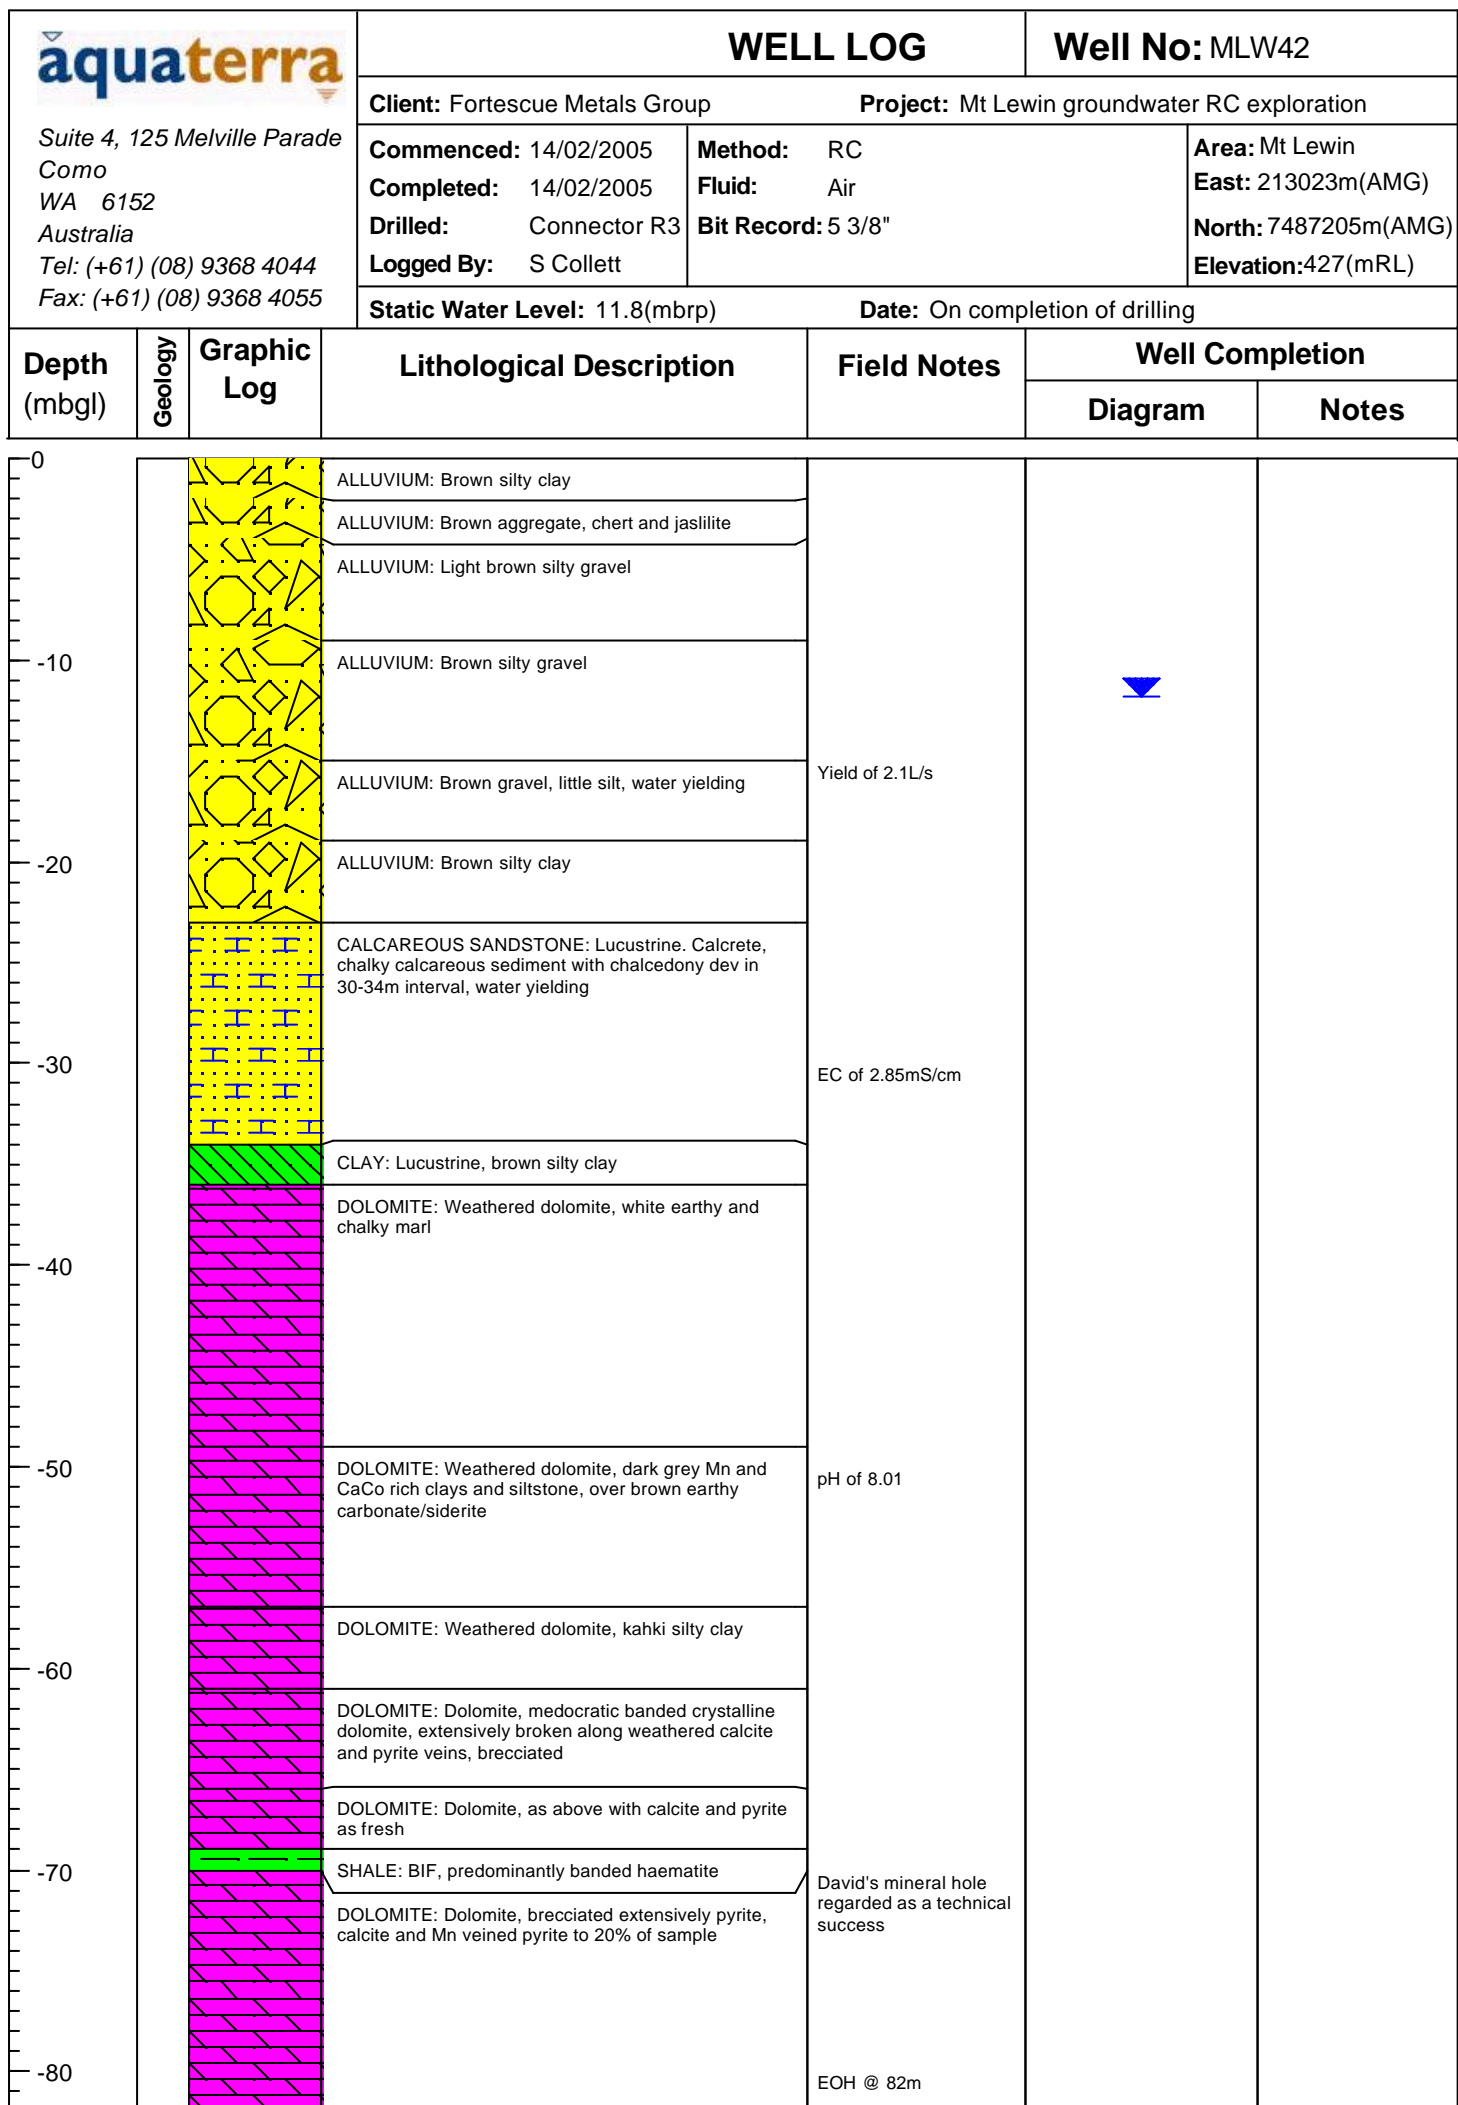 aquaterra
Suite 4, 125 Melville Parade
Como
WA 6152
Australia
Tel: (+61) (08) 9368 4044
Fax: (+61) (08) 9368 4055
WELL LOG
Well No: MLW42
Client: Fortescue Metals Group
Project: Mt Lewin groundwater RC exploration
Commenced: 14/02/2005
Completed: 14/02/2005
Drilled: Connector R3
Logged By: S Collett
Method: RC
Fluid: Air
Bit Record: 5 3/8"
Area: Mt Lewin
East: 213023m(AMG)
North: 7487205m(AMG)
Elevation:427(mRL)
Static Water Level: 11.8(mbrp)
Date: On completion of drilling
Depth
(mbgl)
Geology
Graphic
Log
Lithological Description
Field Notes
Well Completion
Diagram
Notes
0
ALLUVIUM: Brown silty clay
ALLUVIUM: Brown aggregate, chert and jaslilite
ALLUVIUM: Light brown silty gravel
-10
ALLUVIUM: Brown silty gravel
ALLUVIUM: Brown gravel, little silt, water yielding
Yield of 2.1L/s
-20
ALLUVIUM: Brown silty clay
CALCAREOUS SANDSTONE: Lucustrine. Calcrete,
chalky calcareous sediment with chalcedony dev in
30-34m interval, water yielding
-30
EC of 2.85mS/cm
CLAY: Lucustrine, brown silty clay
DOLOMITE: Weathered dolomite, white earthy and
chalky marl
-40
-50
DOLOMITE: Weathered dolomite, dark grey Mn and
CaCo rich clays and siltstone, over brown earthy
carbonate/siderite
pH of 8.01
DOLOMITE: Weathered dolomite, kahki silty clay
-60
DOLOMITE: Dolomite, medocratic banded crystalline
dolomite, extensively broken along weathered calcite
and pyrite veins, brecciated
DOLOMITE: Dolomite, as above with calcite and pyrite
as fresh
-70
SHALE: BIF, predominantly banded haematite
David's mineral hole
regarded as a technical
success
DOLOMITE: Dolomite, brecciated extensively pyrite,
calcite and Mn veined pyrite to 20% of sample
-80
EOH @ 82m